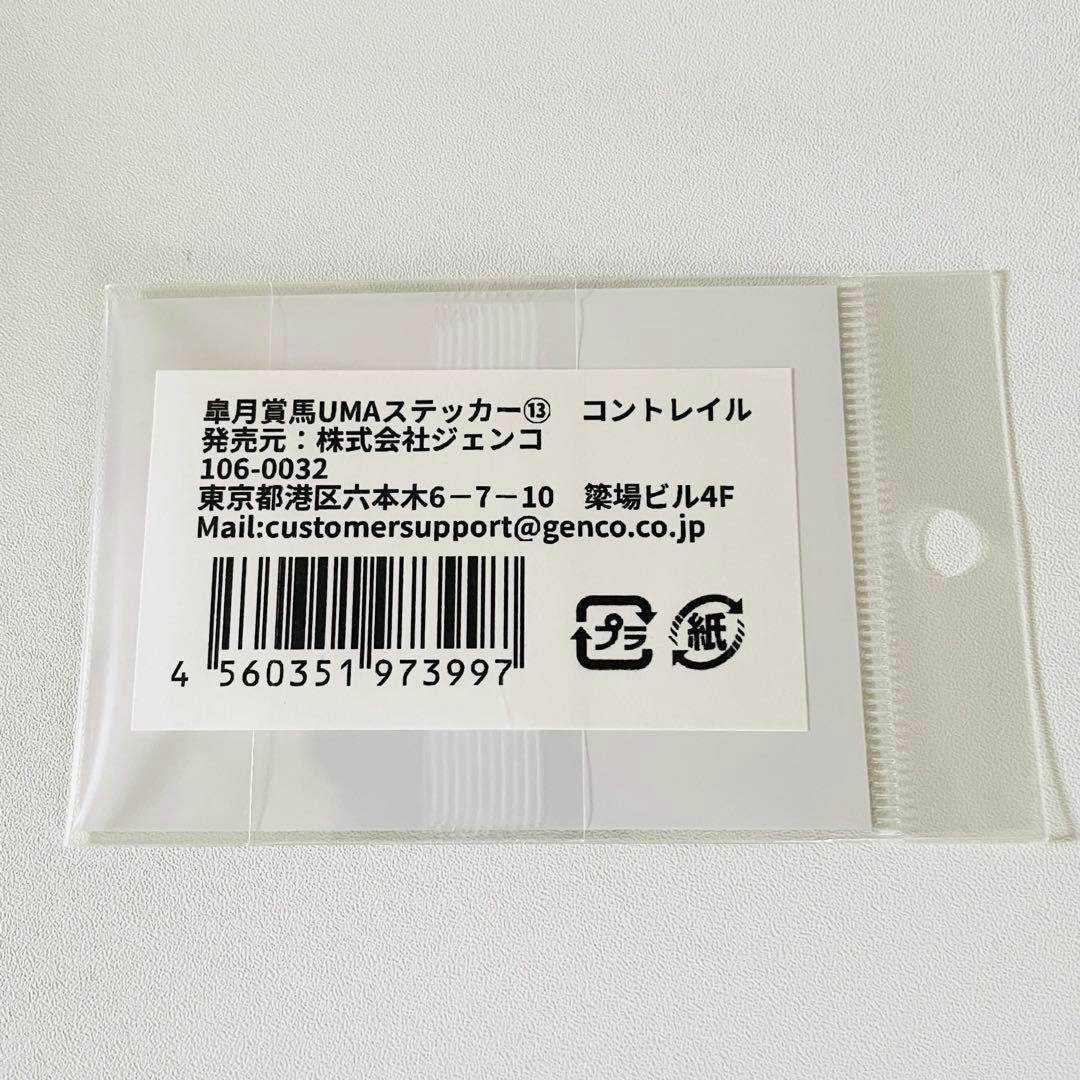 皐月賞馬UMAステッカー⑬　コントレイル
発売元：株式会社ジェンコ
106-0032
東京都港区六本木6－7－10　簗場ビル4F
Mail:customersupport@genco.co.jp
4 560351 973997
プラ
紙